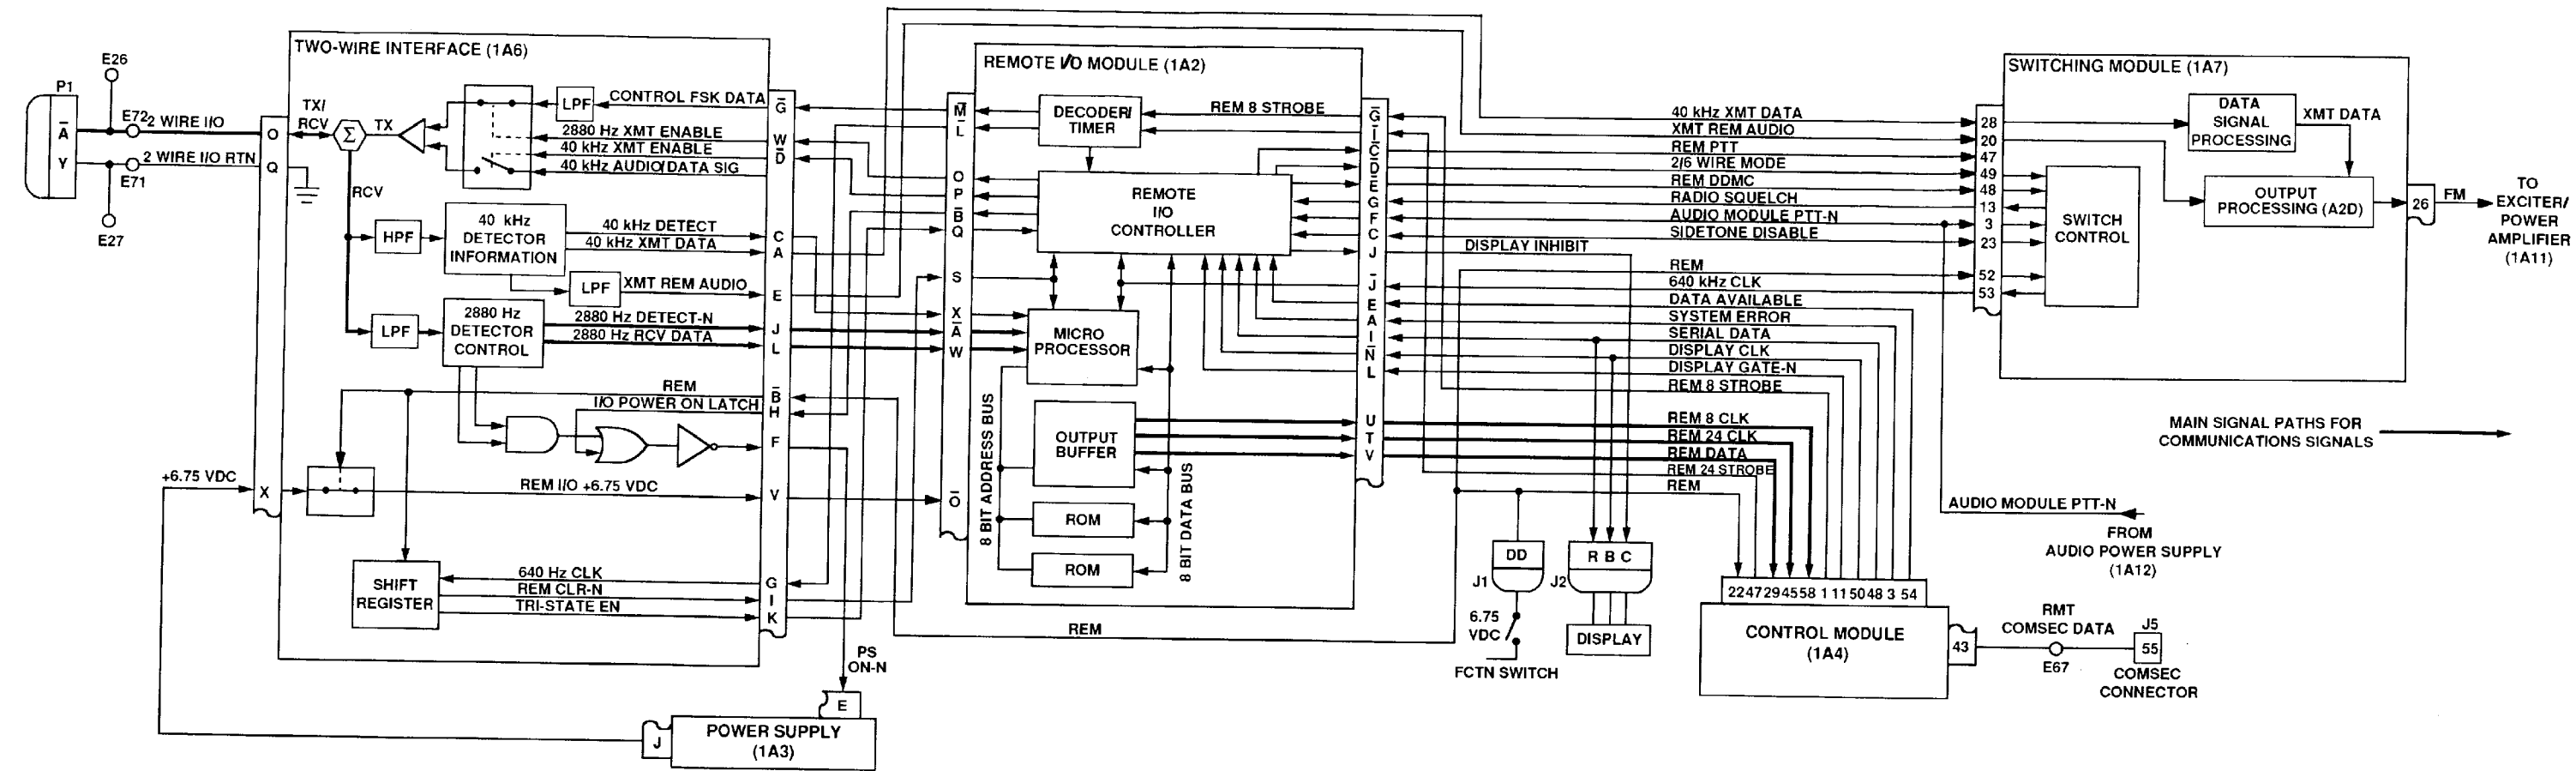 TWO-WIRE INTERFACE (1A6)
P1
E26
A̅
Y
E72
2 WIRE I/O
E71
2 WIRE I/O RTN
E27
O
Q
X
TX/
RCV
Σ
TX
RCV
LPF
CONTROL FSK DATA
2880 Hz XMT ENABLE
40 kHz XMT ENABLE
40 kHz AUDIO/DATA SIG
HPF
40 kHz
DETECTOR
INFORMATION
40 kHz DETECT
40 kHz XMT DATA
LPF
XMT REM AUDIO
LPF
2880 Hz
DETECTOR
CONTROL
2880 Hz DETECT-N
2880 Hz RCV DATA
REM
I/O POWER ON LATCH
+6.75 VDC
REM I/O +6.75 VDC
SHIFT
REGISTER
640 Hz CLK
REM CLR-N
TRI-STATE EN
G̅
W
D̅
C
A
E
J
L
B̅
H
F
V
G
I
K
PS
ON-N
E
J
POWER SUPPLY
(1A3)
REMOTE I/O MODULE (1A2)
M̅
L̅
O
P
B̅
Q
S
X
A̅
W
O̅
DECODER/
TIMER
REM 8 STROBE
REMOTE
I/O
CONTROLLER
MICRO
PROCESSOR
OUTPUT
BUFFER
ROM
ROM
8 BIT ADDRESS BUS
8 BIT DATA BUS
REM
G̅
I̅
C̅
D̅
E̅
G
F
C
J
J̅
E
A
I
N̅
L
U
T
V
DISPLAY INHIBIT
40 kHz XMT DATA
XMT REM AUDIO
REM PTT
2/6 WIRE MODE
REM DDMC
RADIO SQUELCH
AUDIO MODULE PTT-N
SIDETONE DISABLE
REM
640 kHz CLK
DATA AVAILABLE
SYSTEM ERROR
SERIAL DATA
DISPLAY CLK
DISPLAY GATE-N
REM 8 STROBE
REM 8 CLK
REM 24 CLK
REM DATA
REM 24 STROBE
REM
DD
J1
6.75
VDC
FCTN SWITCH
R B C
J2
DISPLAY
22 47 29 45 58 1 11 50 48 3 54
CONTROL MODULE
(1A4)
43
RMT
COMSEC DATA
E67
J5
55
COMSEC
CONNECTOR
SWITCHING MODULE (1A7)
28
20
47
49
48
13
3
23
52
53
DATA
SIGNAL
PROCESSING
XMT DATA
OUTPUT
PROCESSING (A2D)
SWITCH
CONTROL
26
FM
TO
EXCITER/
POWER
AMPLIFIER
(1A11)
MAIN SIGNAL PATHS FOR
COMMUNICATIONS SIGNALS
AUDIO MODULE PTT-N
FROM
AUDIO POWER SUPPLY
(1A12)